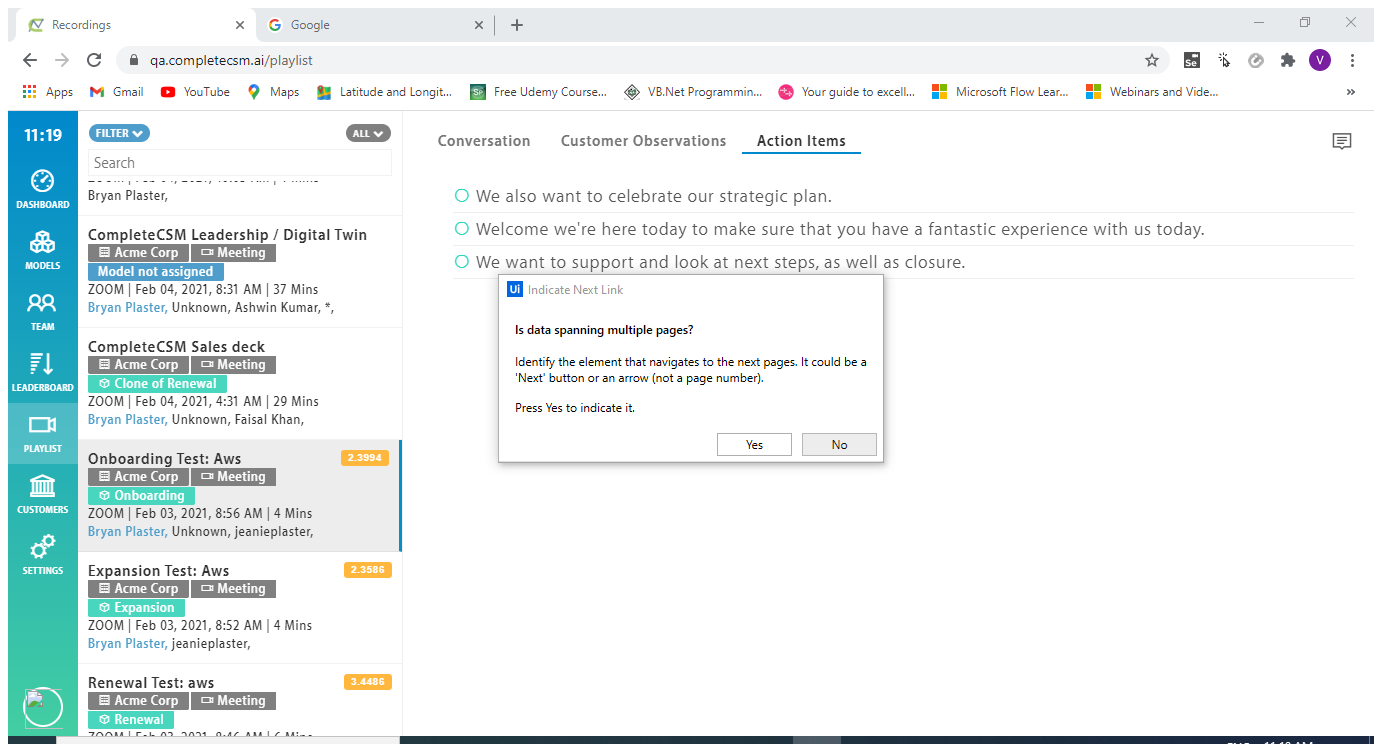 Recordings
Google
qa.completecsm.ai/playlist
Se
V
Apps
Gmail
YouTube
Maps
Latitude and Longit...
Free Udemy Course...
VB.Net Programmin...
Your guide to excell...
Microsoft Flow Lear...
Webinars and Vide...
»
11:19
DASHBOARD
MODELS
TEAM
LEADERBOARD
PLAYLIST
CUSTOMERS
SETTINGS
FILTER
ALL
Search
Bryan Plaster,
CompleteCSM Leadership / Digital Twin
Acme Corp Meeting
Model not assigned
ZOOM | Feb 04, 2021, 8:31 AM | 37 Mins
Bryan Plaster, Unknown, Ashwin Kumar, *,
CompleteCSM Sales deck
Acme Corp Meeting
Clone of Renewal
ZOOM | Feb 04, 2021, 4:31 AM | 29 Mins
Bryan Plaster, Unknown, Faisal Khan,
Onboarding Test: Aws 2.3994
Acme Corp Meeting
Onboarding
ZOOM | Feb 03, 2021, 8:56 AM | 4 Mins
Bryan Plaster, Unknown, jeanieplaster,
Expansion Test: Aws 2.3586
Acme Corp Meeting
Expansion
ZOOM | Feb 03, 2021, 8:52 AM | 4 Mins
Bryan Plaster, jeanieplaster,
Renewal Test: aws 3.4486
Acme Corp Meeting
Renewal
ZOOM | Feb 03, 2021, 8:46 AM | 6 Mins
Conversation Customer Observations Action Items
We also want to celebrate our strategic plan.
Welcome we're here today to make sure that you have a fantastic experience with us today.
We want to support and look at next steps, as well as closure.
Ui Indicate Next Link
Is data spanning multiple pages?
Identify the element that navigates to the next pages. It could be a
'Next' button or an arrow (not a page number).
Press Yes to indicate it.
Yes No